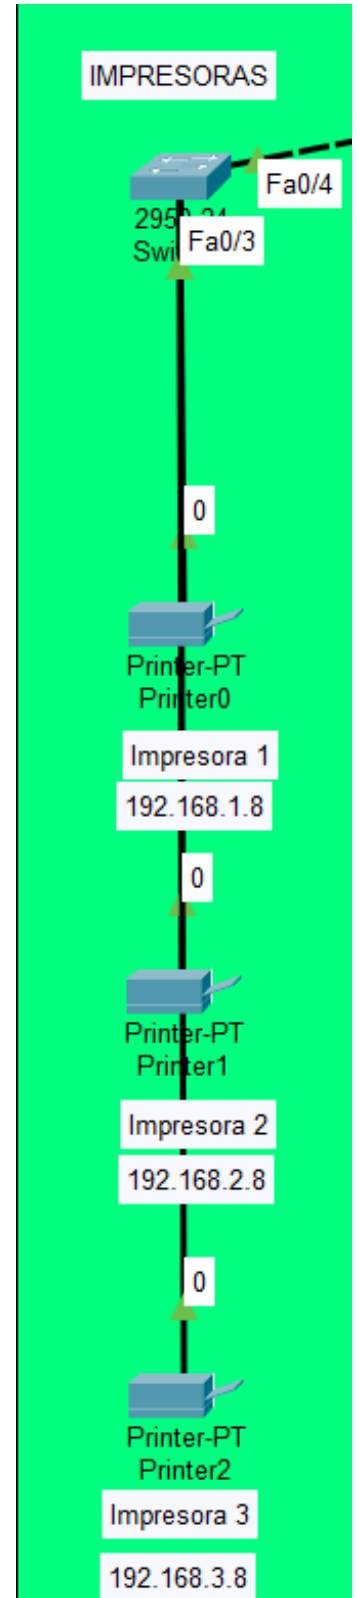 IMPRESORAS
Fa0/4
Fa0/3
0
Printer-PT
Printer0
Impresora 1
192.168.1.8
0
Printer-PT
Printer1
Impresora 2
192.168.2.8
0
Printer-PT
Printer2
Impresora 3
192.168.3.8